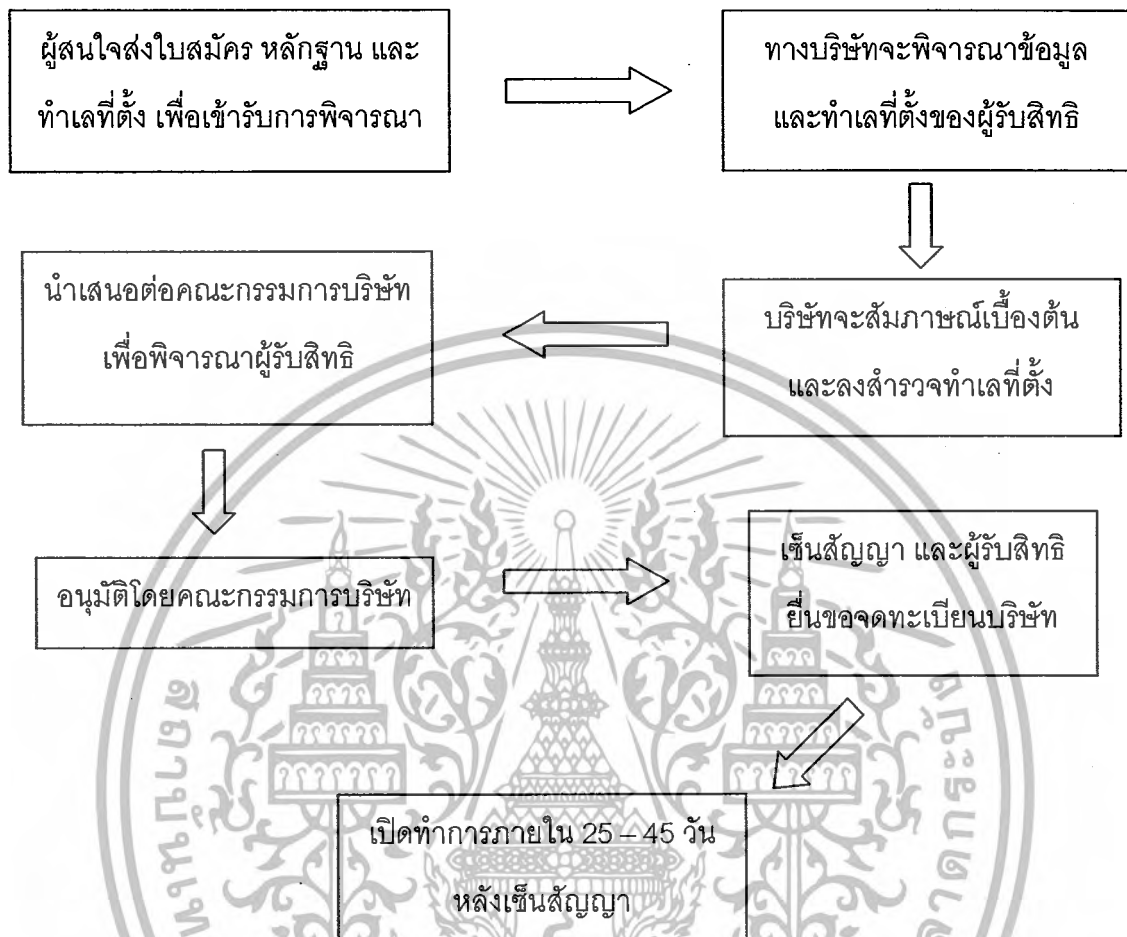 ผู้สนใจส่งใบสมัคร หลักฐาน และ
ทำเลที่ตั้ง เพื่อเข้ารับการพิจารณา
ทางบริษัทจะพิจารณาข้อมูล
และทำเลที่ตั้งของผู้รับสิทธิ
บริษัทจะสัมภาษณ์เบื้องต้น
และลงสำรวจทำเลที่ตั้ง
นำเสนอต่อคณะกรรมการบริษัท
เพื่อพิจารณาผู้รับสิทธิ
อนุมัติโดยคณะกรรมการบริษัท
เซ็นสัญญา และผู้รับสิทธิ
ยื่นขอจดทะเบียนบริษัท
เปิดทำการภายใน 25 – 45 วัน
หลังเซ็นสัญญา